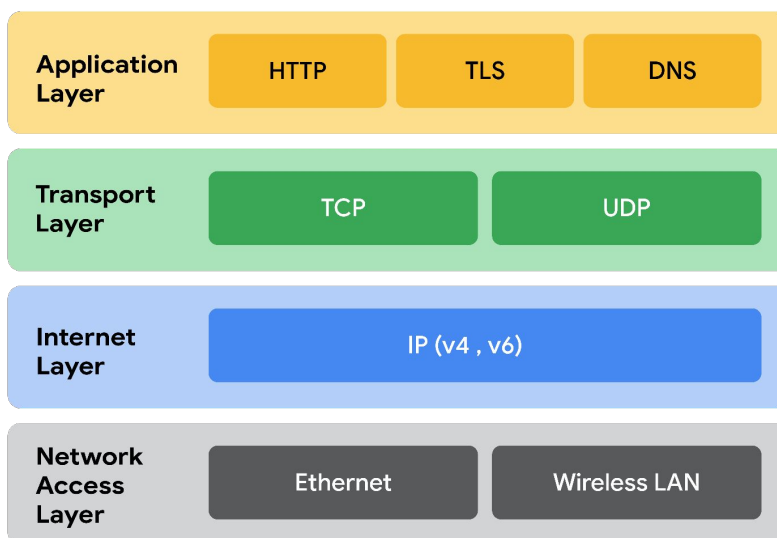 Application
Layer
HTTP
TLS
DNS
Transport
Layer
TCP
UDP
Internet
Layer
IP (v4 , v6)
Network
Access
Layer
Ethernet
Wireless LAN